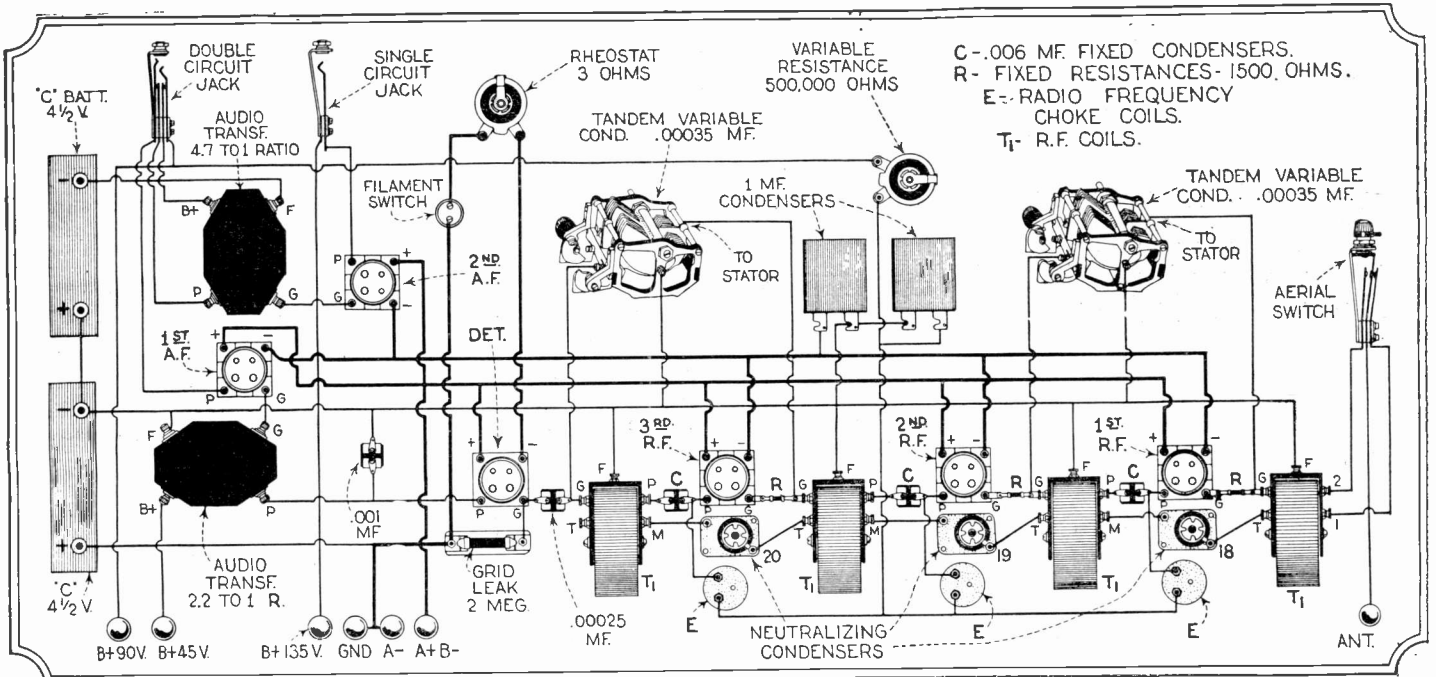 DOUBLE
CIRCUIT
JACK
SINGLE
CIRCUIT
JACK
RHEOSTAT
3 OHMS
VARIABLE
RESISTANCE
500,000 OHMS
C-.006 MF. FIXED CONDENSERS.
R- FIXED RESISTANCES-1500 OHMS.
E- RADIO FREQUENCY
CHOKE COILS.
T1- R.F. COILS.
"C" BATT.
4½ V.
AUDIO
TRANSF.
4.7 TO 1 RATIO
TANDEM VARIABLE
COND. .00035 MF.
FILAMENT
SWITCH
1 MF.
CONDENSERS
TANDEM VARIABLE
COND. .00035 MF.
TO
STATOR
TO
STATOR
AERIAL
SWITCH
-
+
B+
F
P
G
P
+
G
-
2ND.
A.F.
1ST.
A.F.
+
-
P
G
DET.
-
+
F
G
B+
P
.001
MF
AUDIO TRANSF.
2.2 TO 1 R.
"C"
4½ V.
+
-
P
G
GRID
LEAK
2 MEG.
.00025
MF.
3RD.
R.F.
2ND.
R.F.
1ST.
R.F.
F
G
P
T
M
T1
C
+
-
P
G
R
20
E
F
G
P
T
M
T1
C
+
-
P
G
R
19
E
F
G
P
T
M
T1
C
+
-
P
G
R
18
E
F
G
2
T
1
T1
NEUTRALIZING
CONDENSERS
B+90V. B+45V. B+135V. GND A- A+B- ANT.